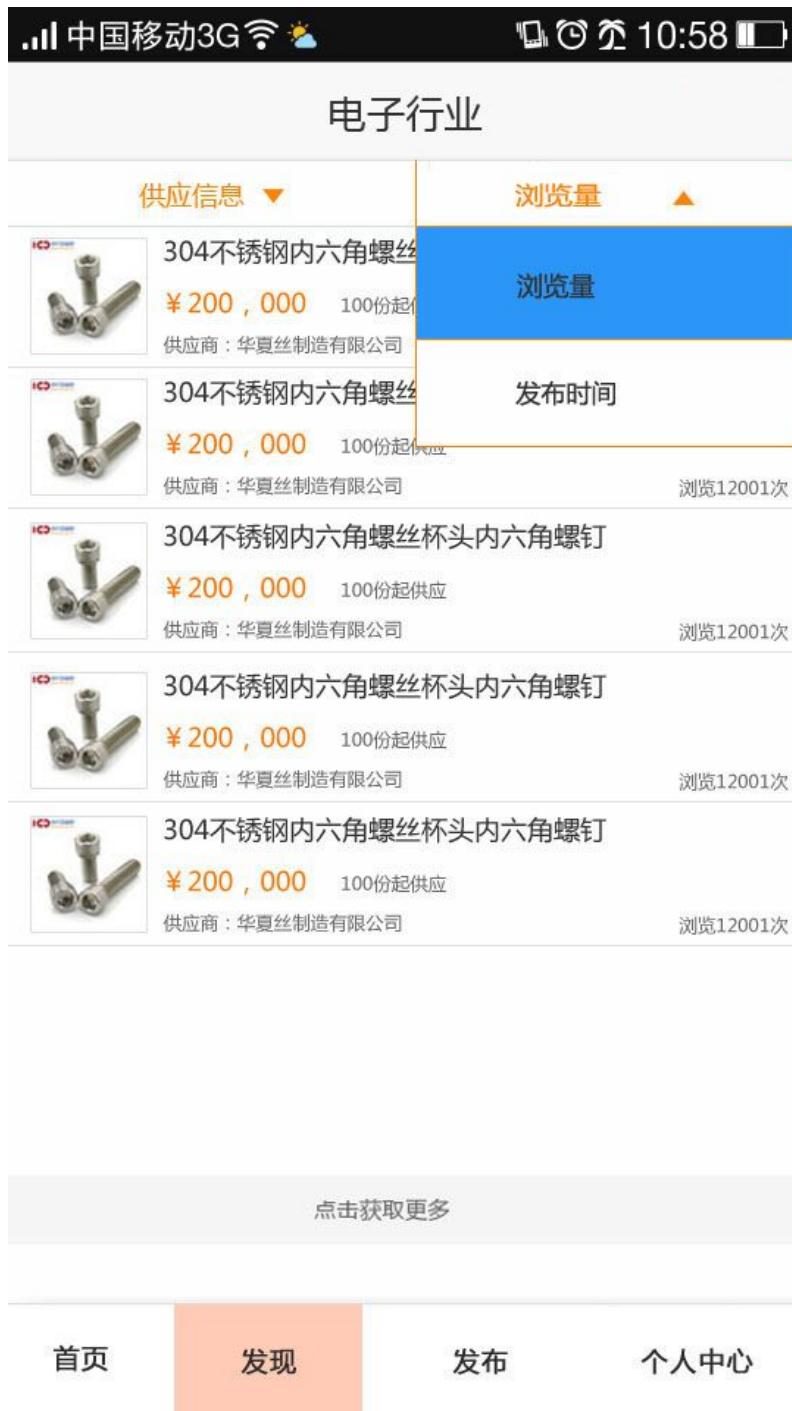 中国移动3G 10:58
电子行业
供应信息 浏览量
浏览量
发布时间
304不锈钢内六角螺丝
￥200，000 100份起供
供应商：华夏丝制造有限公司
304不锈钢内六角螺丝
￥200，000 100份起供应
供应商：华夏丝制造有限公司 浏览12001次
304不锈钢内六角螺丝杯头内六角螺钉
￥200，000 100份起供应
供应商：华夏丝制造有限公司 浏览12001次
304不锈钢内六角螺丝杯头内六角螺钉
￥200，000 100份起供应
供应商：华夏丝制造有限公司 浏览12001次
304不锈钢内六角螺丝杯头内六角螺钉
￥200，000 100份起供应
供应商：华夏丝制造有限公司 浏览12001次
点击获取更多
首页 发现 发布 个人中心